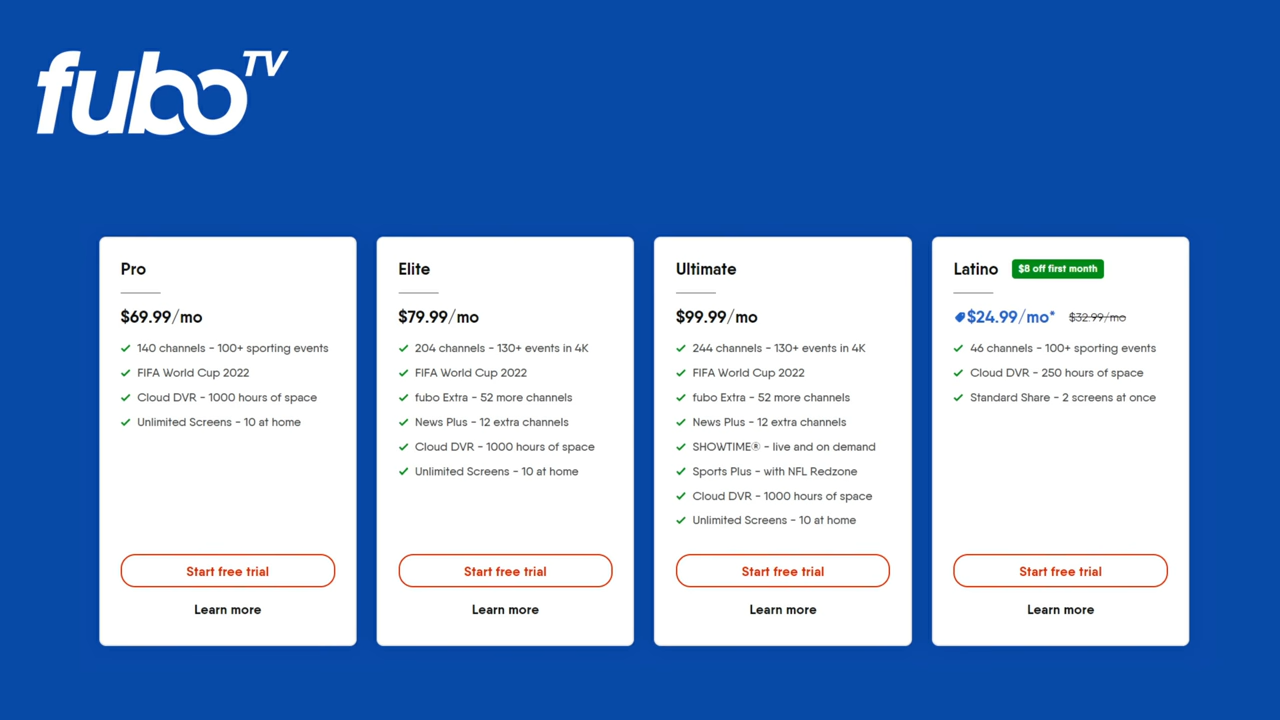 fubo TV
Pro
$69.99/mo
140 channels - 100+ sporting events
FIFA World Cup 2022
Cloud DVR - 1000 hours of space
Unlimited Screens - 10 at home
Start free trial
Learn more
Elite
$79.99/mo
204 channels - 130+ events in 4K
FIFA World Cup 2022
fubo Extra - 52 more channels
News Plus - 12 extra channels
Cloud DVR - 1000 hours of space
Unlimited Screens - 10 at home
Start free trial
Learn more
Ultimate
$99.99/mo
244 channels - 130+ events in 4K
FIFA World Cup 2022
fubo Extra - 52 more channels
News Plus - 12 extra channels
SHOWTIME® - live and on demand
Sports Plus - with NFL Redzone
Cloud DVR - 1000 hours of space
Unlimited Screens - 10 at home
Start free trial
Learn more
Latino $8 off first month
$24.99/mo* $32.99/mo
46 channels - 100+ sporting events
Cloud DVR - 250 hours of space
Standard Share - 2 screens at once
Start free trial
Learn more